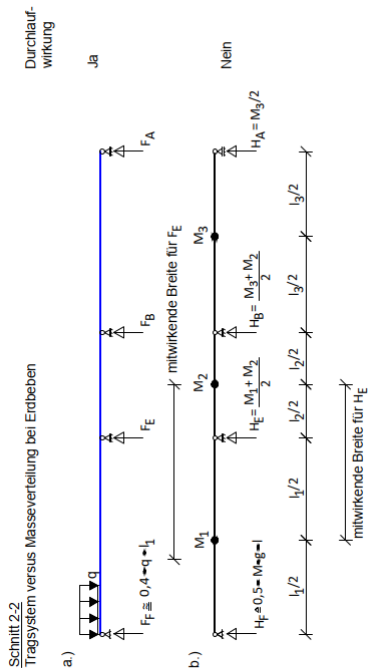 Schnitt 2-2
Tragsystem versus Masseverteilung bei Erdbeben
Durchlauf-
wirkung
a.)
q
Ja
F_F ≅ 0,4•q•l_1
F_E
F_B
F_A
mitwirkende Breite für F_E
b.)
M_1
M_2
M_3
Nein
H_F ≙ 0,5•M•g•l
H_E = (M_1 + M_2)/2
H_B = (M_3 + M_2)/2
H_A = M_3/2
l_1/2
l_1/2
l_2/2
l_2/2
l_3/2
l_3/2
mitwirkende Breite für H_E